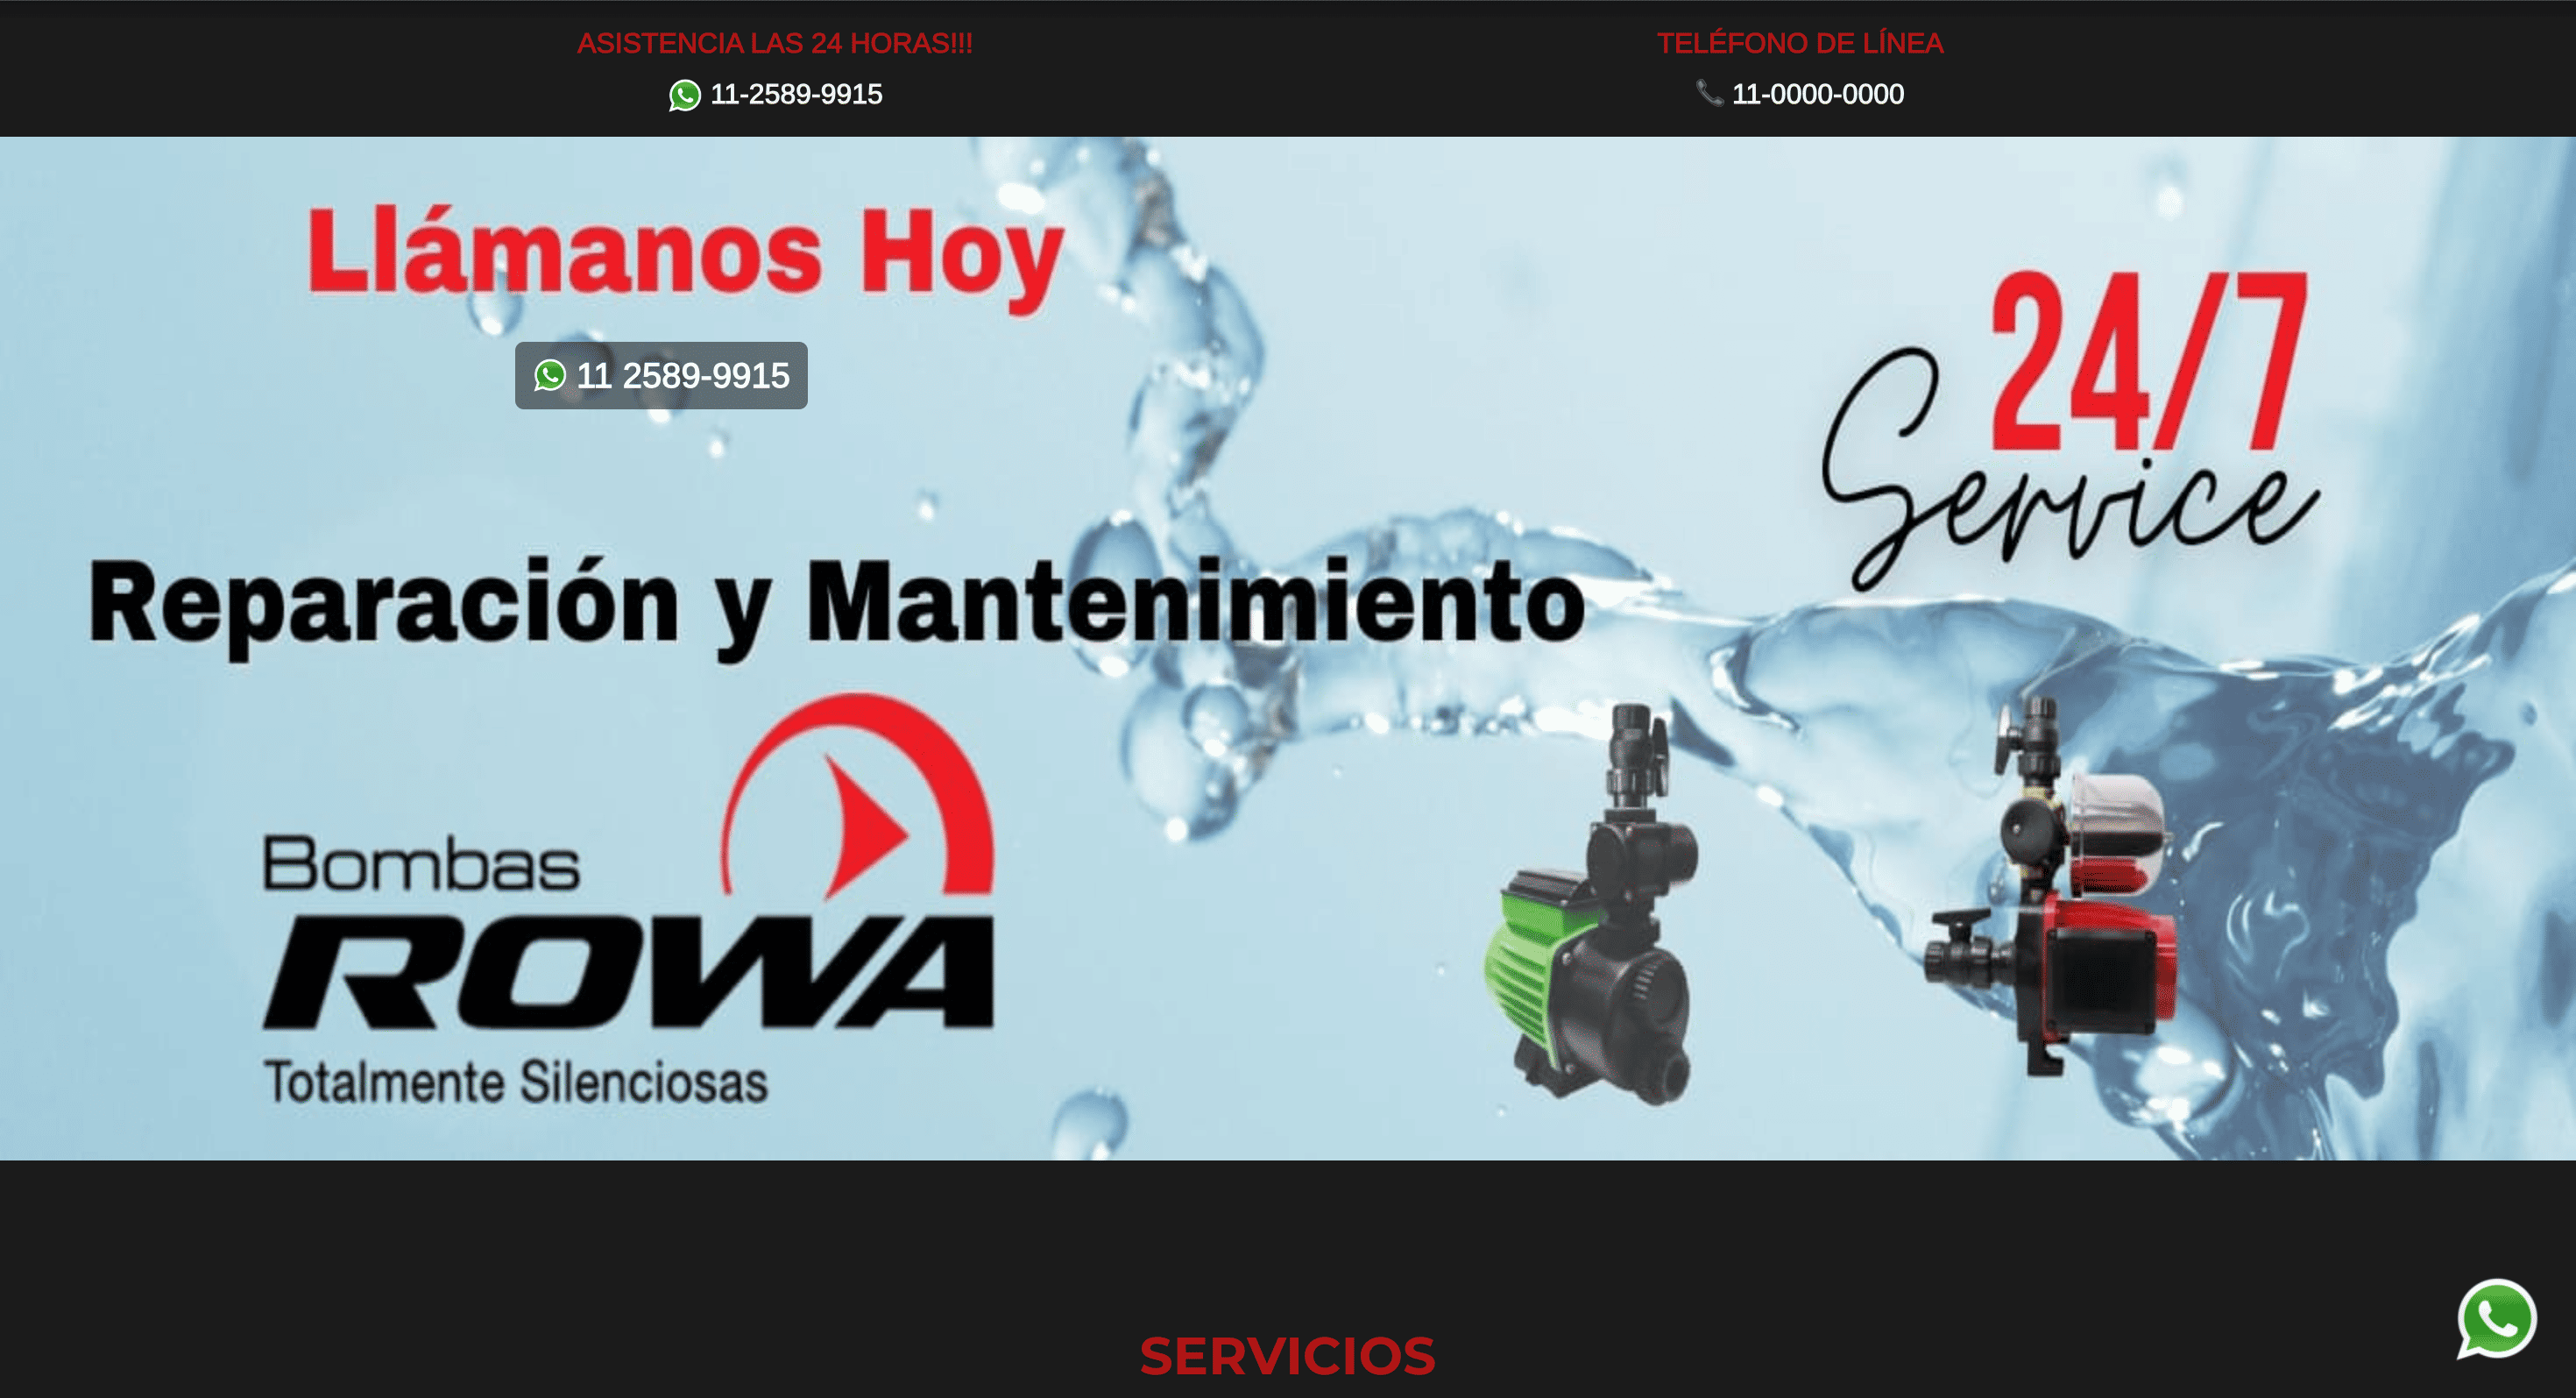 ASISTENCIA LAS 24 HORAS!!!
11-2589-9915
TELÉFONO DE LÍNEA
11-0000-0000
Llámanos Hoy
11 2589-9915
24/7
Service
Reparación y Mantenimiento
Bombas
ROWA
Totalmente Silenciosas
SERVICIOS